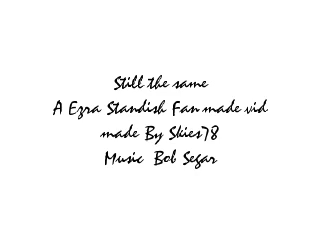 Still the same
A Ezra Standish Fan made vid
made By Skies78
Music Bob Segar